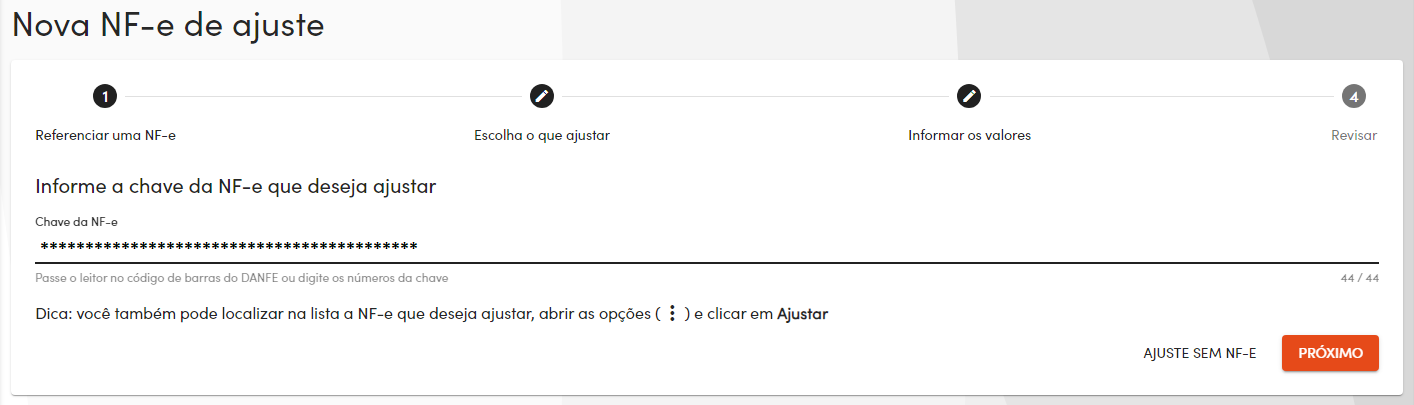 Nova NF-e de ajuste
1
4
Referenciar uma NF-e
Escolha o que ajustar
Informar os valores
Revisar
Informe a chave da NF-e que deseja ajustar
Chave da NF-e
******************************************
Passe o leitor no código de barras do DANFE ou digite os números da chave
44 / 44
Dica: você também pode localizar na lista a NF-e que deseja ajustar, abrir as opções ( ⋮ ) e clicar em Ajustar
AJUSTE SEM NF-E
PRÓXIMO